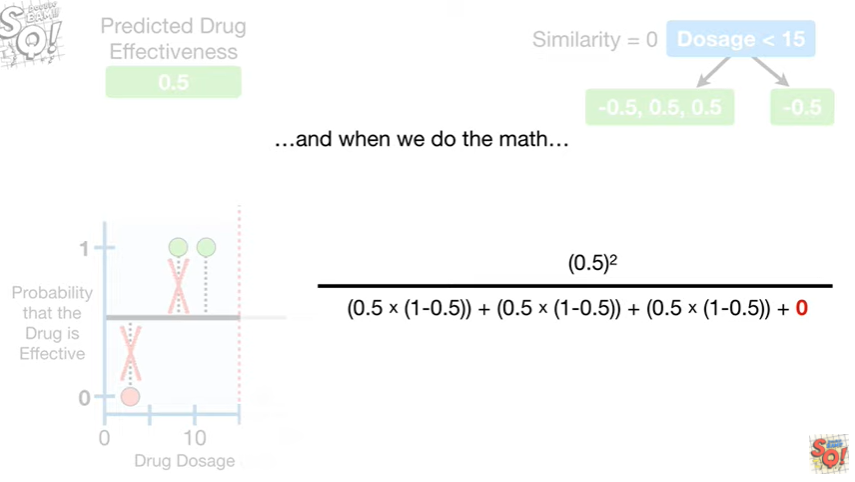 SQ!
Predicted Drug
Effectiveness
0.5
Similarity = 0
Dosage < 15
-0.5, 0.5, 0.5
-0.5
…and when we do the math…
(0.5)²
(0.5 × (1-0.5)) + (0.5 × (1-0.5)) + (0.5 × (1-0.5)) + 0
1
Probability
that the
Drug is
Effective
0
0
10
Drug Dosage
SQ!